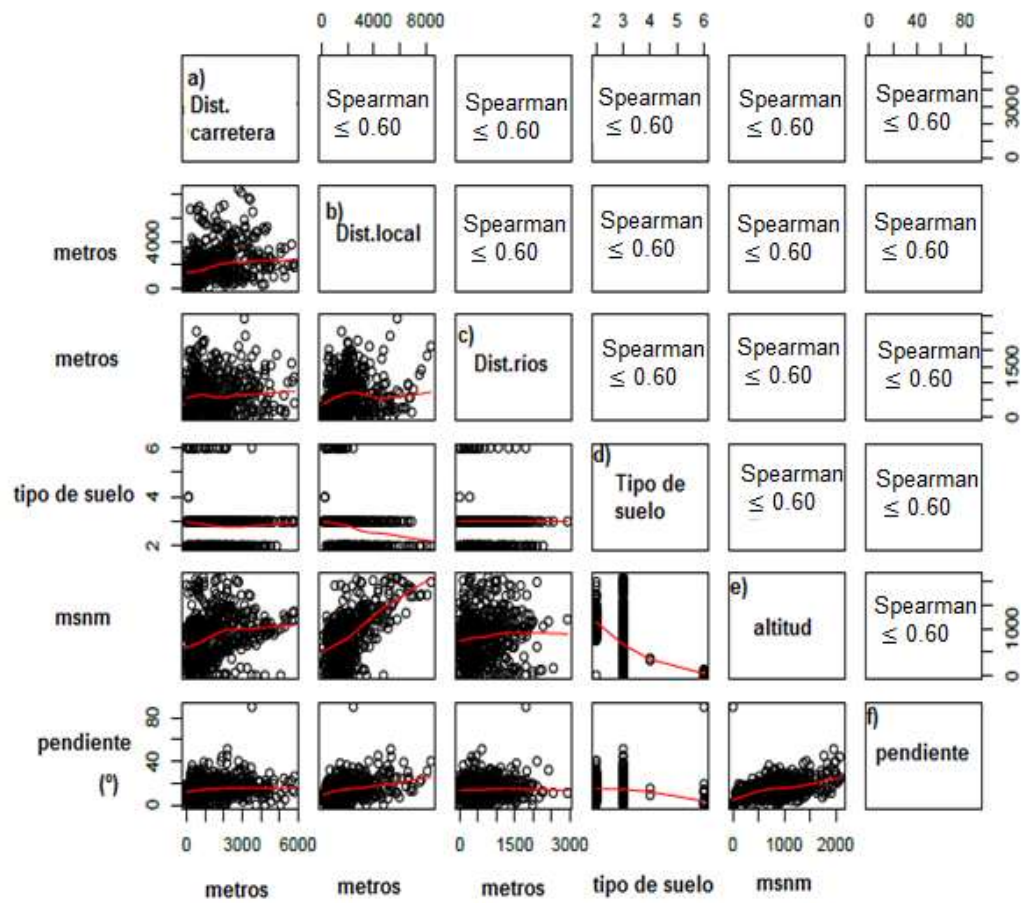 0 4000 8000 2 3 4 5 6 0 40 80
a) Dist. carretera
Spearman ≤ 0.60
Spearman ≤ 0.60
Spearman ≤ 0.60
Spearman ≤ 0.60
Spearman ≤ 0.60
0 3000
metros
0 4000
b) Dist.local
Spearman ≤ 0.60
Spearman ≤ 0.60
Spearman ≤ 0.60
Spearman ≤ 0.60
metros
c) Dist.rios
Spearman ≤ 0.60
Spearman ≤ 0.60
Spearman ≤ 0.60
0 1500
tipo de suelo
2 4 6
d) Tipo de suelo
Spearman ≤ 0.60
Spearman ≤ 0.60
msnm
e) altitud
Spearman ≤ 0.60
0 1000
pendiente
(º)
0 40 80
f) pendiente
0 3000 6000
0 1500 3000
0 1000 2000
metros
metros
metros
tipo de suelo
msnm